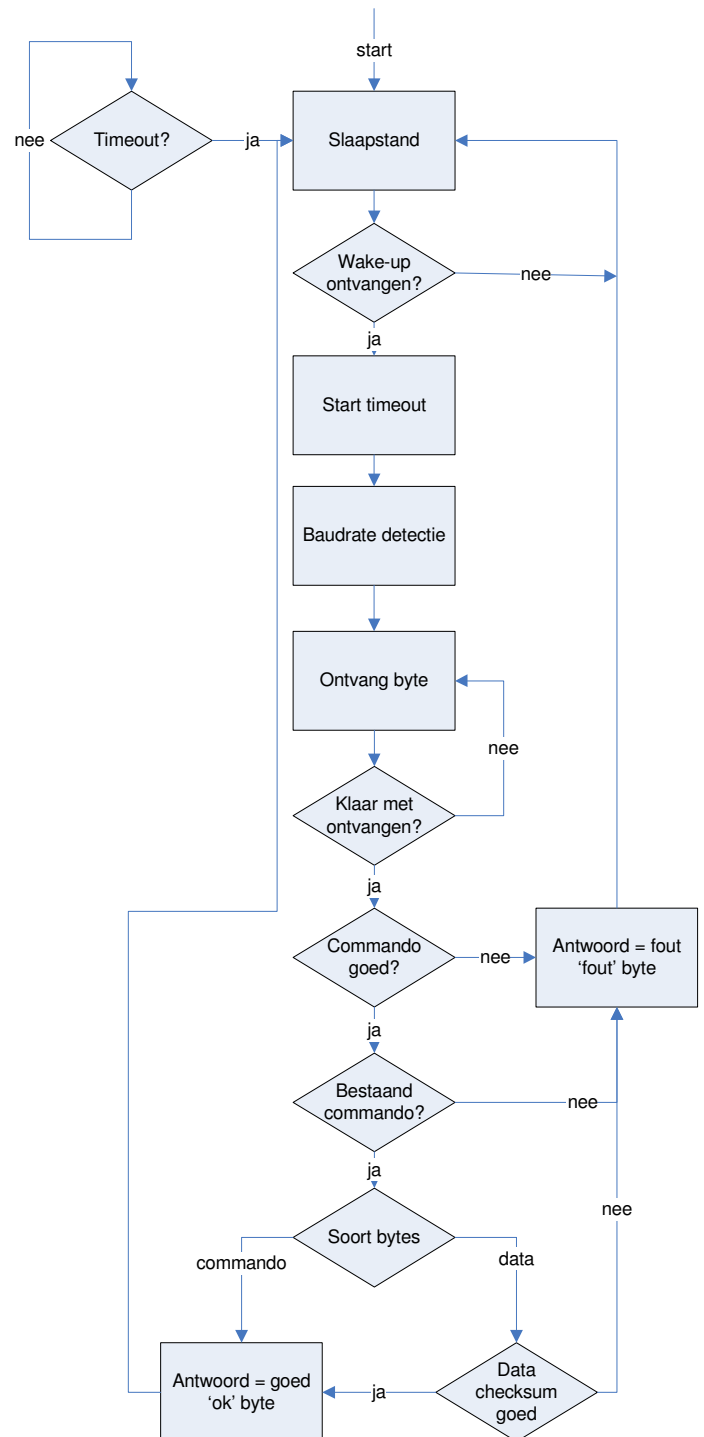 start
nee
Timeout?
ja
Slaapstand
Wake-up
ontvangen?
nee
ja
Start timeout
Baudrate detectie
Ontvang byte
nee
Klaar met
ontvangen?
ja
Commando
goed?
nee
Antwoord = fout
‘fout’ byte
ja
Bestaand
commando?
nee
ja
Soort bytes
nee
commando
data
Antwoord = goed
‘ok’ byte
ja
Data
checksum
goed